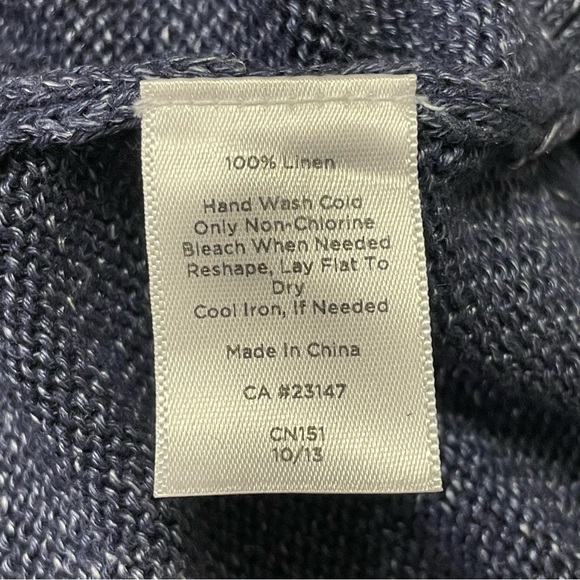 100% Linen
Hand Wash Cold
Only Non-Chlorine
Bleach When Needed
Reshape, Lay Flat To
Dry
Cool Iron, If Needed
Made In China
CA #23147
CN151
10/13